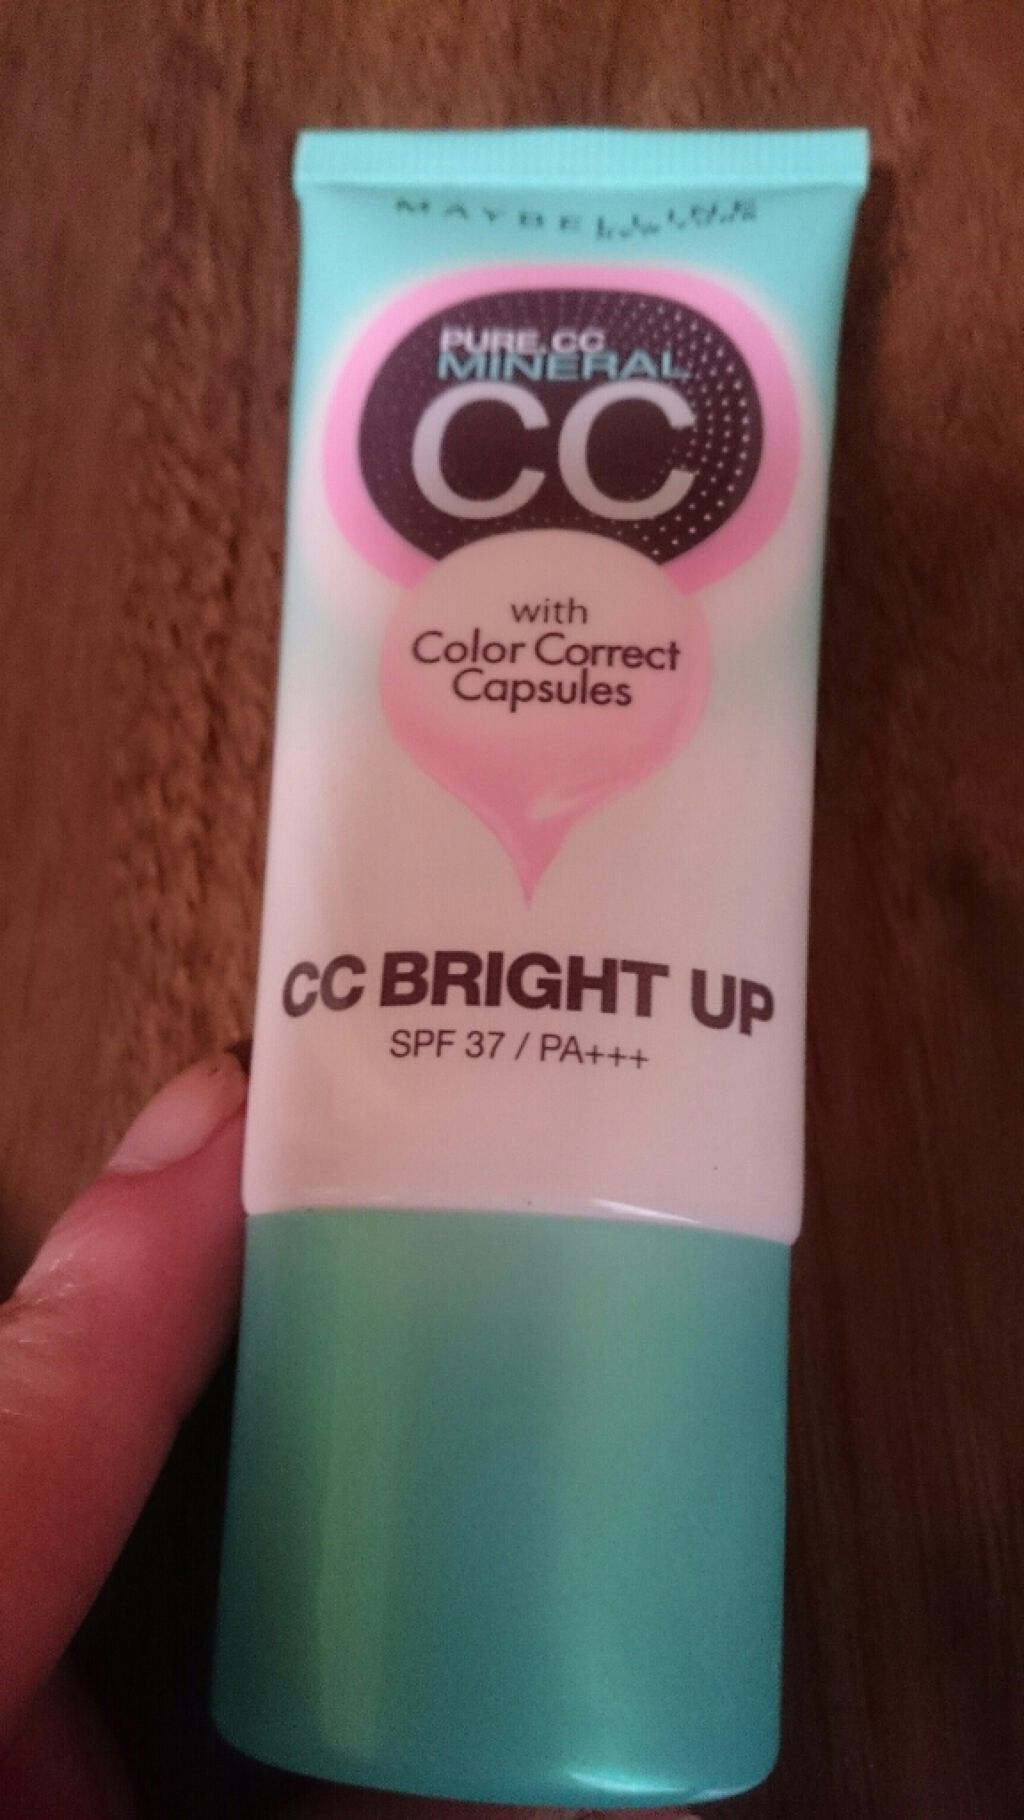 MAYBELLINE
PURE.CC
MINERAL
CC
with
Color Correct
Capsules
CC BRIGHT UP
SPF 37 / PA+++